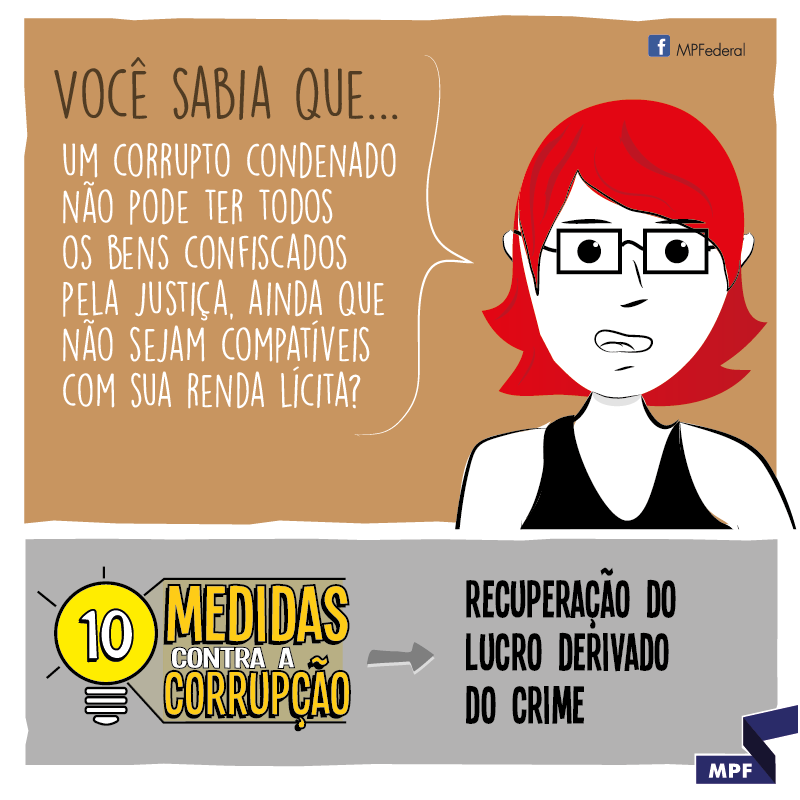 f MPFederal
VOCÊ SABIA QUE...
UM CORRUPTO CONDENADO
NÃO PODE TER TODOS
OS BENS CONFISCADOS
PELA JUSTIÇA, AINDA QUE
NÃO SEJAM COMPATÍVEIS
COM SUA RENDA LÍCITA?
10
MEDIDAS
CONTRA A
CORRUPÇÃO
RECUPERAÇÃO DO
LUCRO DERIVADO
DO CRIME
MPF